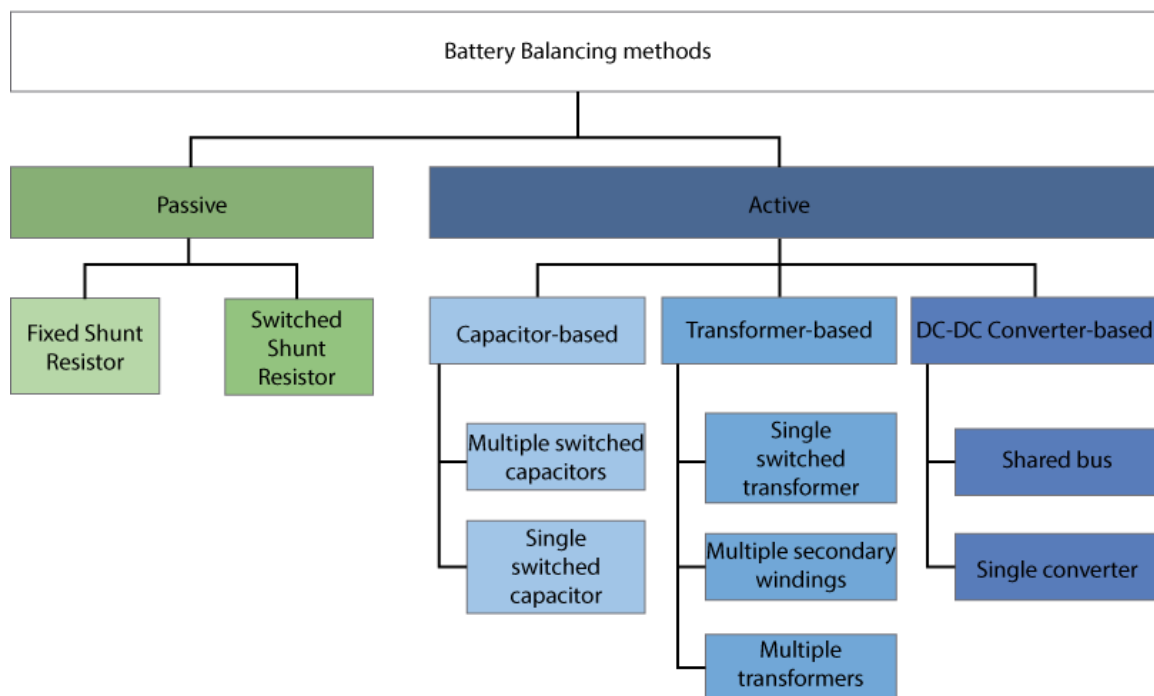 Battery Balancing methods
Passive
Active
Fixed Shunt
Resistor
Switched
Shunt
Resistor
Capacitor-based
Transformer-based
DC-DC Converter-based
Multiple switched
capacitors
Single
switched
capacitor
Single
switched
transformer
Multiple secondary
windings
Multiple
transformers
Shared bus
Single converter